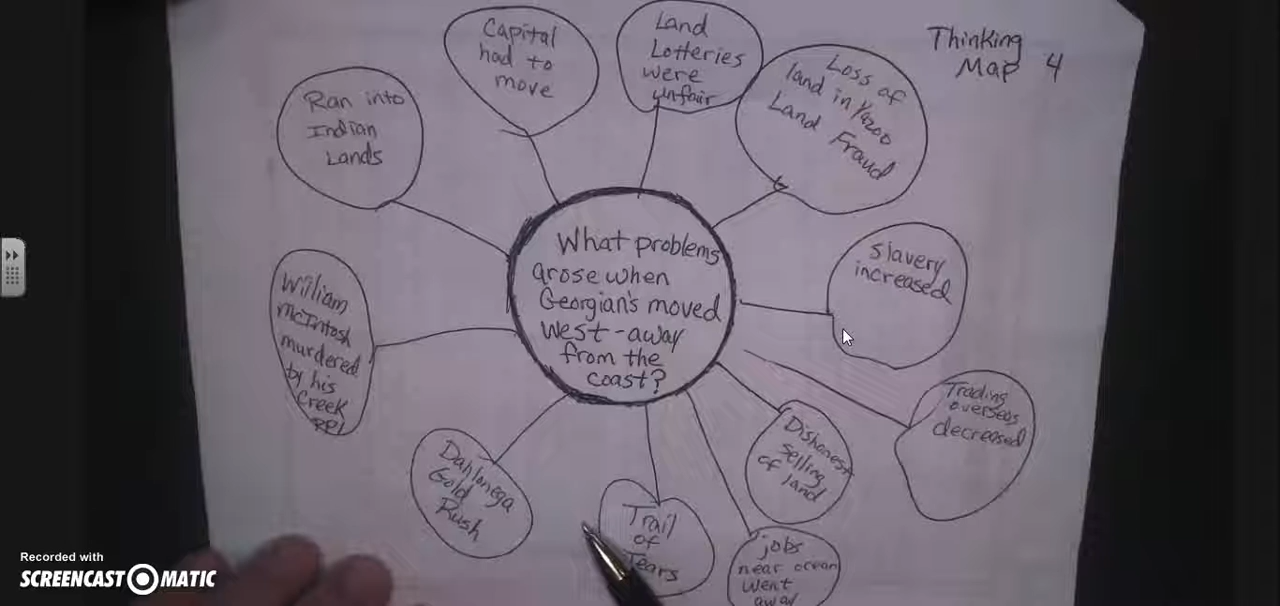 Thinking
Map 4
Capital
had to
move
Land
Lotteries
were
unfair
Loss of
land in Yazoo
Land Fraud
Ran into
Indian
Lands
What problems
arose when
Georgian's moved
west-away
from the
coast?
Slavery
increased
William
McIntosh
murdered
by his
Creek
Trading
overseas
decreased
Dishonest
selling
of land
Dahlonega
Gold
Rush
Trail
of
Tears
jobs
near ocean
went
away
Recorded with
SCREENCAST-O-MATIC